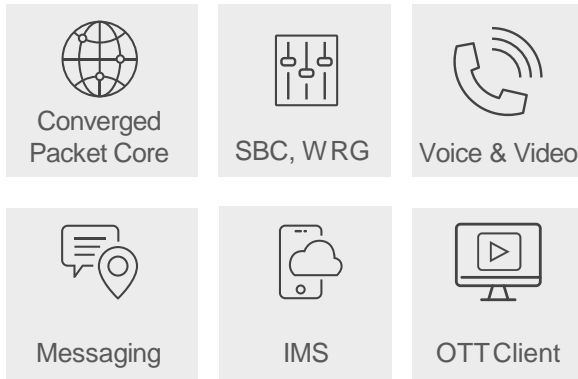 Converged
Packet Core
SBC, WRG
Voice & Video
Messaging
IMS
OTT Client